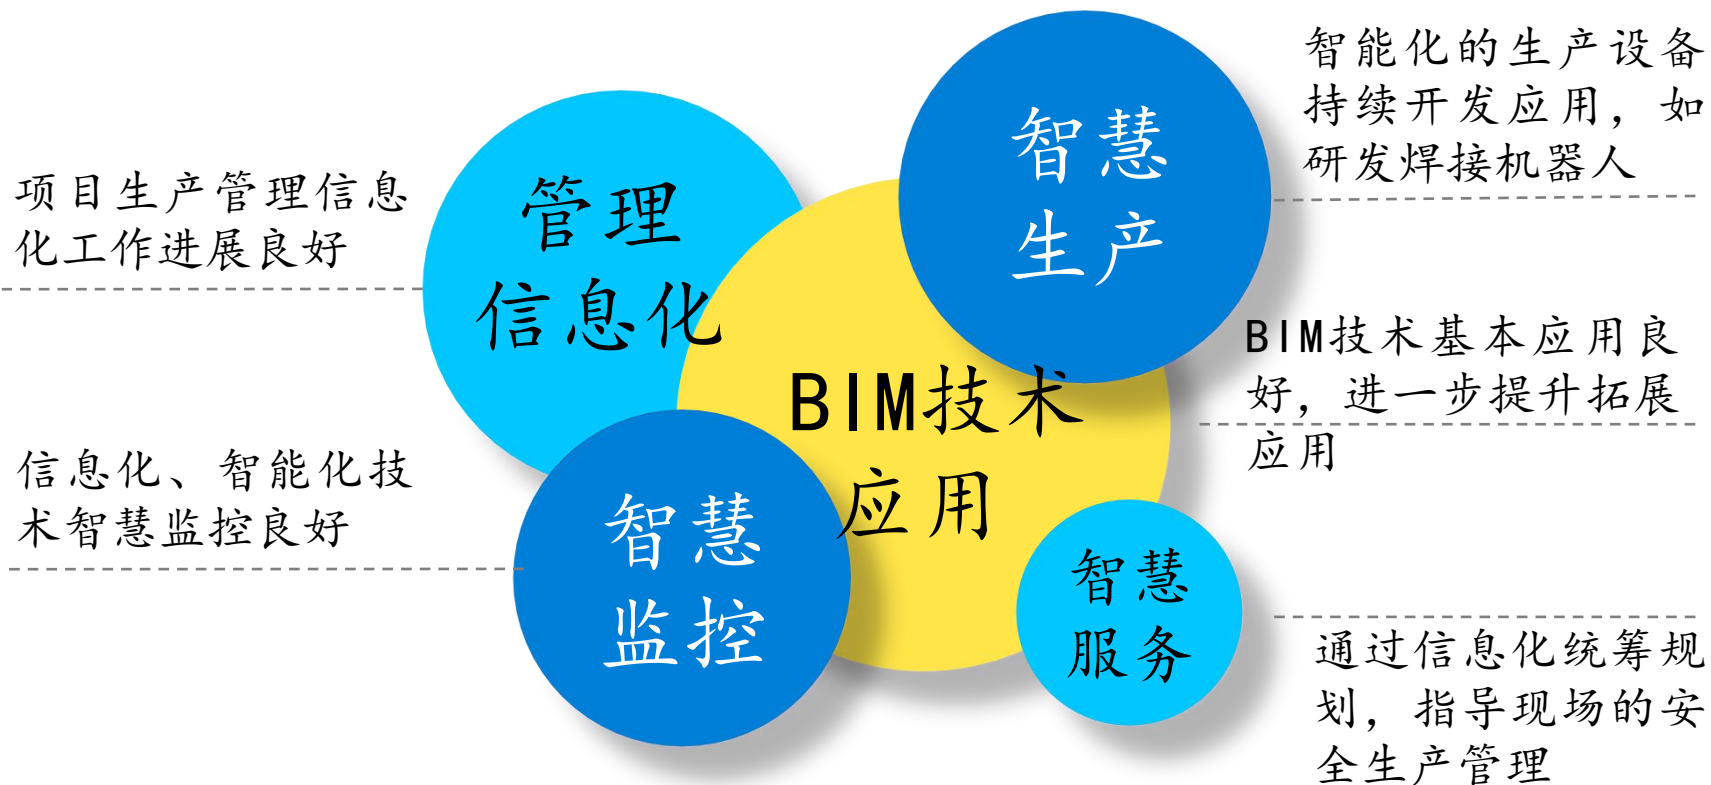 智能化的生产设备
持续开发应用，如
研发焊接机器人
智慧
生产
项目生产管理信息
化工作进展良好
管理
信息化
BIM技术基本应用良
好，进一步提升拓展
应用
BIM技术
应用
信息化、智能化技
术智慧监控良好
智慧
监控
智慧
服务
通过信息化统筹规
划，指导现场的安
全生产管理